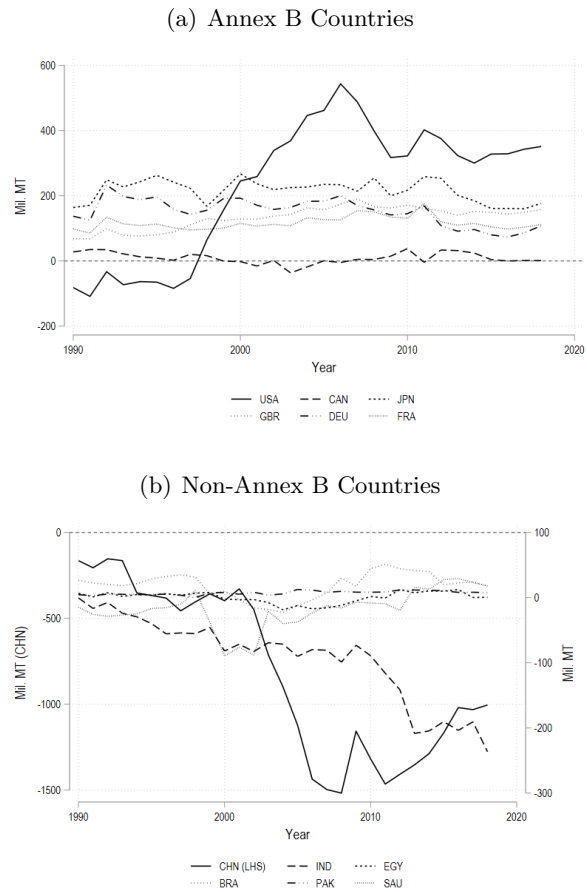 (a) Annex B Countries
600
400
200
0
-200
Mil. MT
1990
2000
2010
2020
Year
USA CAN JPN
GBR DEU FRA
(b) Non-Annex B Countries
0
-500
-1000
-1500
Mil. MT (CHN)
100
0
-100
-200
-300
Mil. MT
1990
2000
2010
2020
Year
CHN (LHS) IND EGY
BRA PAK SAU